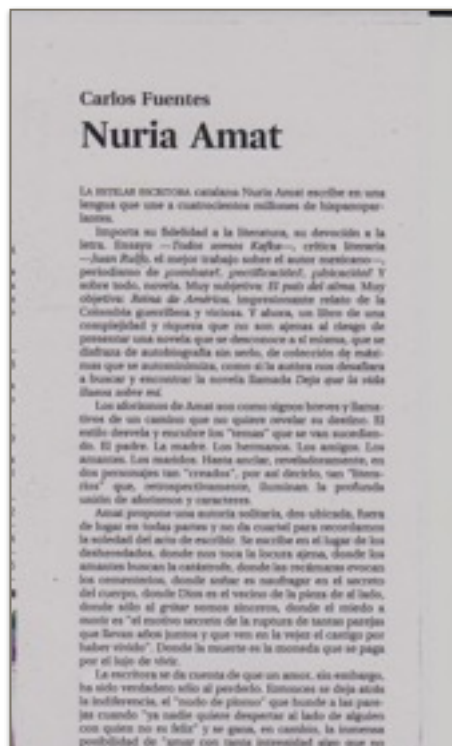 Carlos Fuentes
Nuria Amat
LA ESTELAR ESCRITORA catalana Nuria Amat escribe en una
lengua que une a cuatrocientos millones de hispanopar-
lantes.
Importa su fidelidad a la literatura, su devoción a la
letra. Ensayo —Todos somos Kafka—, crítica literaria
—Juan Rulfo, el mejor trabajo sobre el autor mexicano—,
periodismo de ¿combate?, ¿rectificación?, ¿ubicación? Y
sobre todo, novela. Muy subjetiva: El país del alma. Muy
objetiva: Reina de América, impresionante relato de la
Colombia guerrillera y viciosa. Y ahora, un libro de una
complejidad y riqueza que no son ajenas al riesgo de
presentar una novela que se desconoce a sí misma, que se
disfraza de autobiografía sin serlo, de colección de máxi-
mas que se autominimiza, como si la autora nos desafiara
a buscar y encontrar la novela llamada Deja que la vida
llueva sobre mí.
Los aforismos de Amat son como signos breves y llama-
tivos de un camino que no quiere revelar su destino. El
estilo desvela y encubre los "temas" que se van sucedien-
do. El padre. La madre. Los hermanos. Los amigos. Los
amantes. Los maridos. Hasta anclar, reveladoramente, en
dos personajes tan "creados", por así decirlo, tan "litera-
rios" que, retrospectivamente, iluminan la profunda
unión de aforismos y caracteres.
Amat propone una autoría solitaria, des-ubicada, fuera
de lugar en todas partes y no da cuartel para recordarnos
la soledad del acto de escribir. Se escribe en el lugar de los
desheredados, donde nos toca la locura ajena, donde los
amantes buscan la catástrofe, donde las recámaras evocan
los cementerios, donde soñar es naufragar en el secreto
del cuerpo, donde Dios es el vecino de la pieza de al lado,
donde sólo al gritar somos sinceros, donde el miedo a
morir es "el motivo secreto de la ruptura de tantas parejas
que llevan años juntos y que ven en la vejez el castigo por
haber vivido". Donde la muerte es la moneda que se paga
por el lujo de vivir.
La escritora se da cuenta de que un amor, sin embargo,
ha sido verdadero sólo al perderlo. Entonces se deja atrás
la indiferencia, el "nudo de plomo" que hunde a las pare-
jas cuando "ya nadie quiere despertar al lado de alguien
con quien no es feliz" y se gana, en cambio, la inmensa
posibilidad de "amar con tanta intensidad